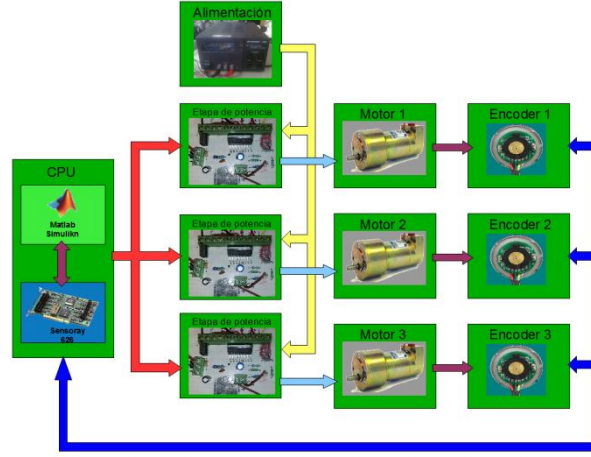 Alimentación
Etapa de potencia
Motor 1
Encoder 1
CPU
Matlab
Simulikn
Etapa de potencia
Motor 2
Encoder 2
Sensoray
626
Etapa de potencia
Motor 3
Encoder 3